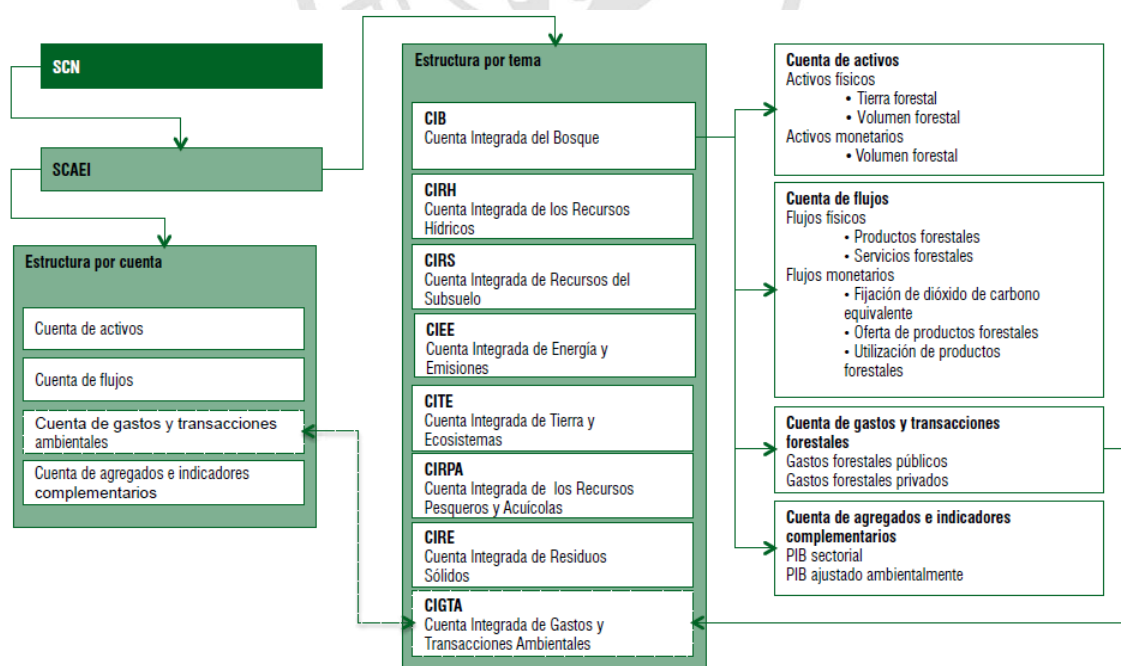 SCN
SCAEI
Estructura por cuenta
Cuenta de activos
Cuenta de flujos
Cuenta de gastos y transacciones
ambientales
Cuenta de agregados e indicadores
complementarios
Estructura por tema
CIB
Cuenta Integrada del Bosque
CIRH
Cuenta Integrada de los Recursos
Hídricos
CIRS
Cuenta Integrada de Recursos del
Subsuelo
CIEE
Cuenta Integrada de Energía y
Emisiones
CITE
Cuenta Integrada de Tierra y
Ecosistemas
CIRPA
Cuenta Integrada de los Recursos
Pesqueros y Acuícolas
CIRE
Cuenta Integrada de Residuos
Sólidos
CIGTA
Cuenta Integrada de Gastos y
Transacciones Ambientales
Cuenta de activos
Activos físicos
• Tierra forestal
• Volumen forestal
Activos monetarios
• Volumen forestal
Cuenta de flujos
Flujos físicos
• Productos forestales
• Servicios forestales
Flujos monetarios
• Fijación de dióxido de carbono
equivalente
• Oferta de productos forestales
• Utilización de productos
forestales
Cuenta de gastos y transacciones
forestales
Gastos forestales públicos
Gastos forestales privados
Cuenta de agregados e indicadores
complementarios
PIB sectorial
PIB ajustado ambientalmente